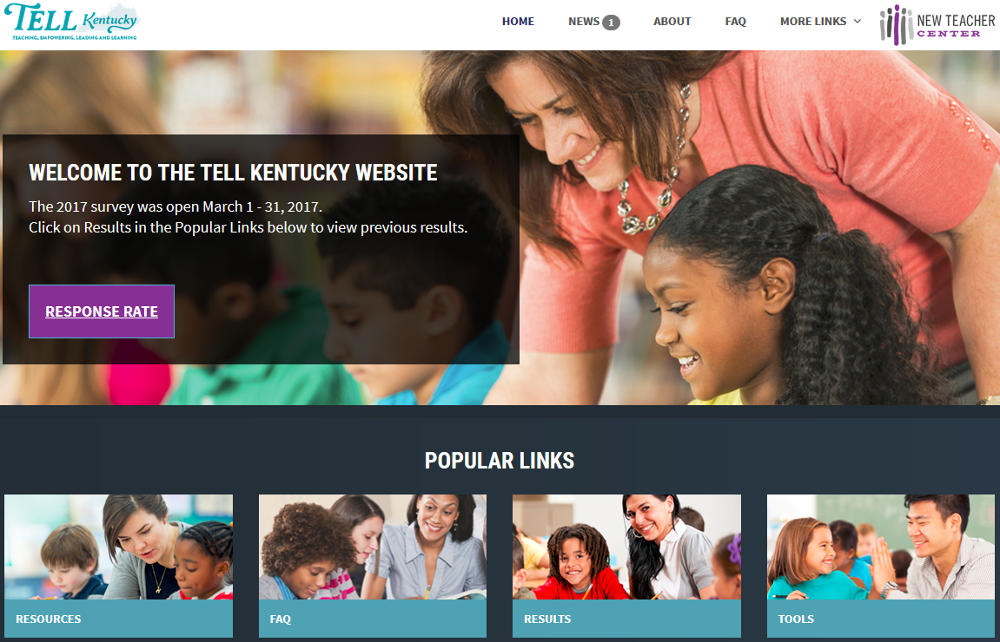 TELL Kentucky
TEACHING, EMPOWERING, LEADING AND LEARNING
HOME
NEWS 1
ABOUT
FAQ
MORE LINKS
NEW TEACHER
CENTER
WELCOME TO THE TELL KENTUCKY WEBSITE
The 2017 survey was open March 1 - 31, 2017.
Click on Results in the Popular Links below to view previous results.
RESPONSE RATE
POPULAR LINKS
RESOURCES
FAQ
RESULTS
TOOLS